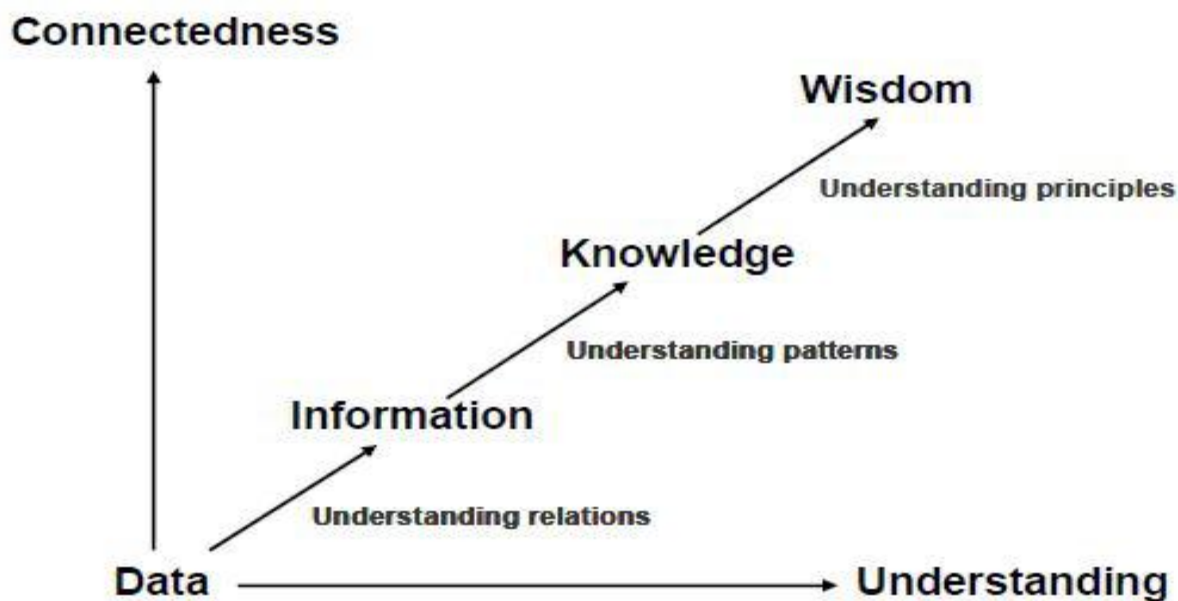 Connectedness
Wisdom
Understanding principles
Knowledge
Understanding patterns
Information
Understanding relations
Data
Understanding